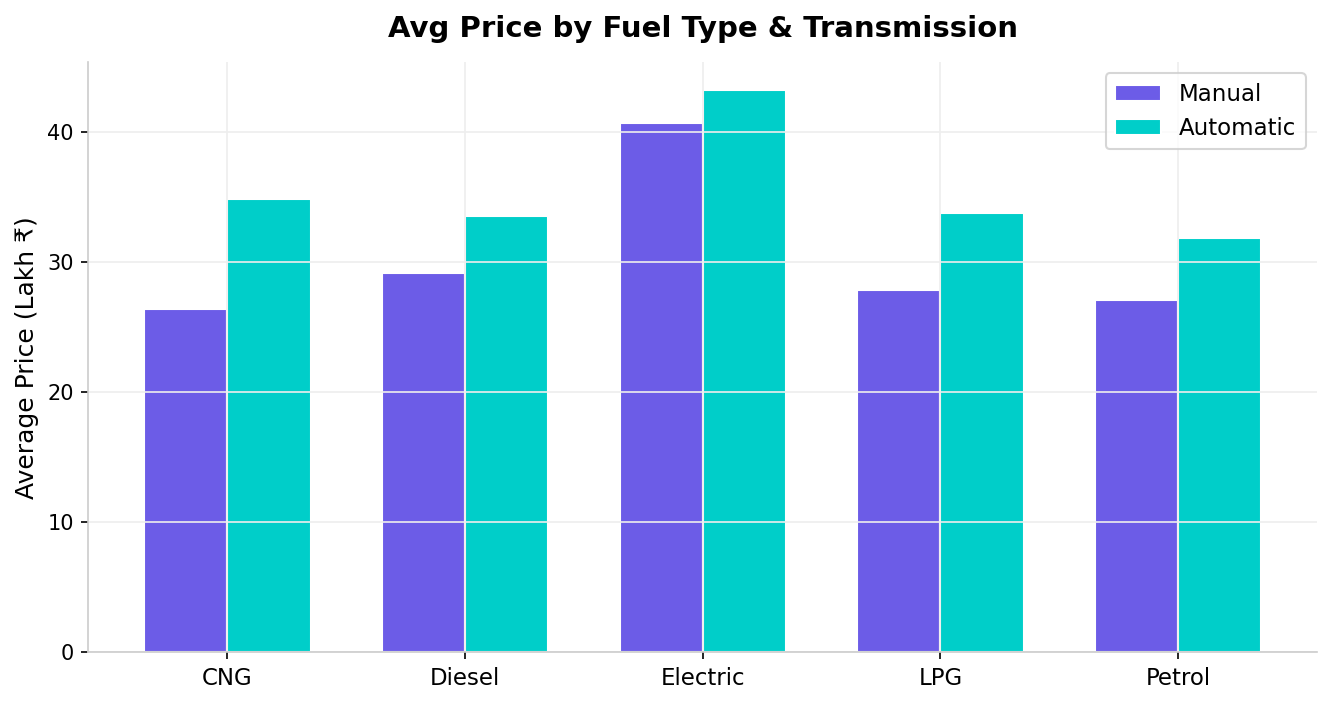 Avg Price by Fuel Type & Transmission
Manual
Automatic
Average Price (Lakh ₹)
40
30
20
10
0
CNG Diesel Electric LPG Petrol